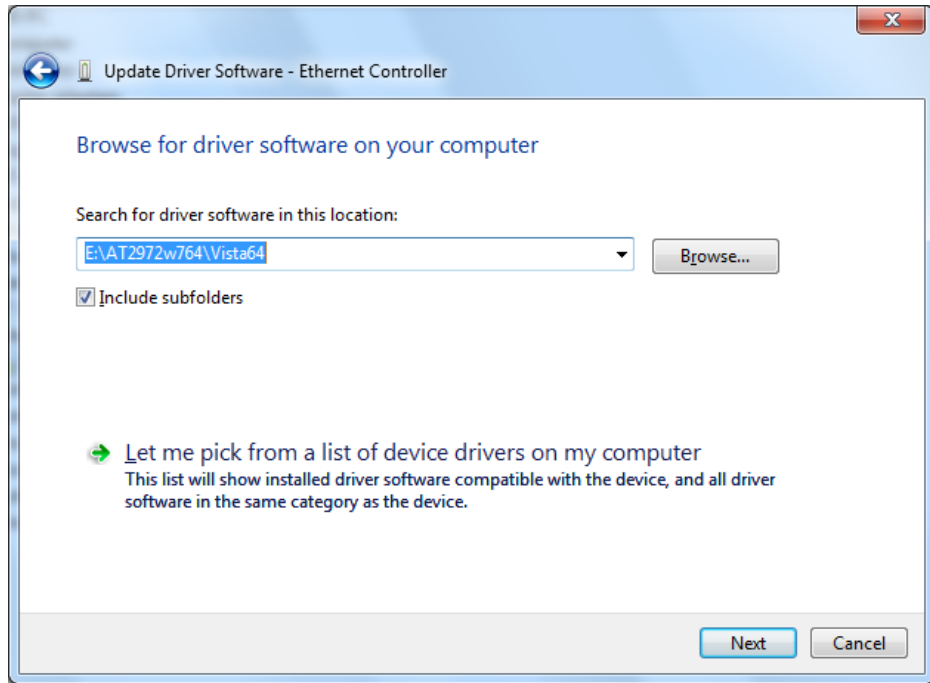 Update Driver Software - Ethernet Controller
Browse for driver software on your computer
Search for driver software in this location:
E:\AT2972w764\Vista64
Browse...
Include subfolders
Let me pick from a list of device drivers on my computer
This list will show installed driver software compatible with the device, and all driver
software in the same category as the device.
Next
Cancel